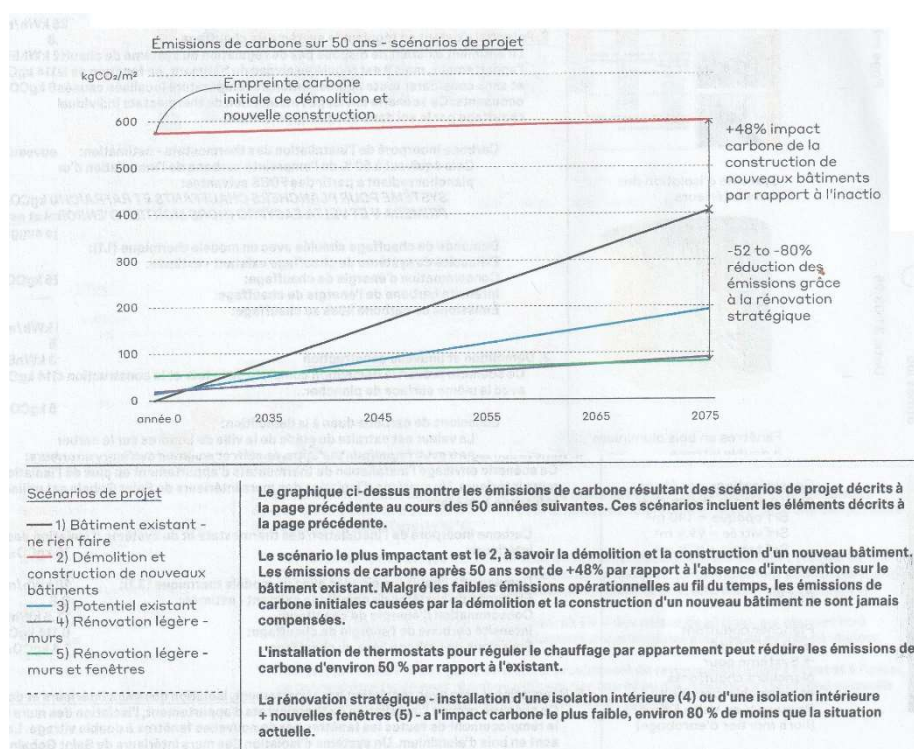 Émissions de carbone sur 50 ans - scénarios de projet
kgCO₂/m²
Empreinte carbone
initiale de démolition et
nouvelle construction
600
500
400
300
200
100
0
année 0
2035
2045
2055
2065
2075
+48% impact
carbone de la
construction de
nouveaux bâtiments
par rapport à l'inactio
-52 to -80%
réduction des
émissions grâce
à la rénovation
stratégique
Scénarios de projet
1) Bâtiment existant -
ne rien faire
2) Démolition et
construction de nouveaux
bâtiments
3) Potentiel existant
4) Rénovation légère -
murs
5) Rénovation légère -
murs et fenêtres
Le graphique ci-dessus montre les émissions de carbone résultant des scénarios de projet décrits à
la page précédente au cours des 50 années suivantes. Ces scénarios incluent les éléments décrits à
la page précédente.
Le scénario le plus impactant est le 2, à savoir la démolition et la construction d'un nouveau bâtiment.
Les émissions de carbone après 50 ans sont de +48% par rapport à l'absence d'intervention sur le
bâtiment existant. Malgré les faibles émissions opérationnelles au fil du temps, les émissions de
carbone initiales causées par la démolition et la construction d'un nouveau bâtiment ne sont jamais
compensées.
L'installation de thermostats pour réguler le chauffage par appartement peut réduire les émissions de
carbone d'environ 50 % par rapport à l'existant.
La rénovation stratégique - installation d'une isolation intérieure (4) ou d'une isolation intérieure
+ nouvelles fenêtres (5) - a l'impact carbone le plus faible, environ 80 % de moins que la situation
actuelle.